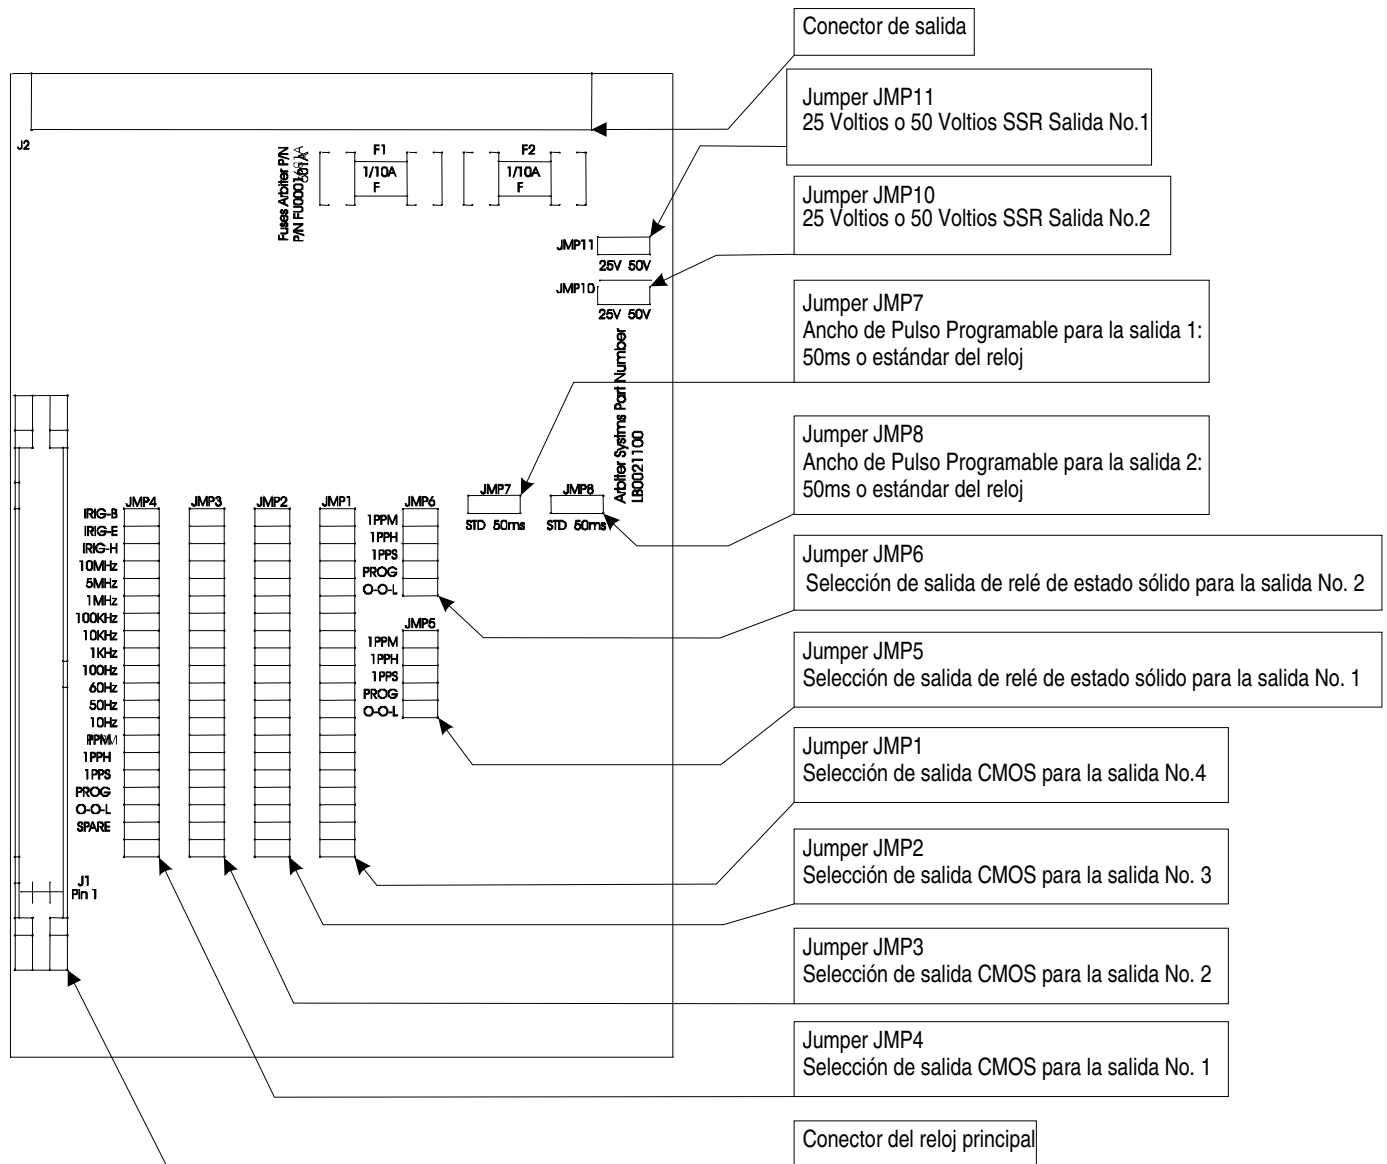 Conector de salida
Jumper JMP11
25 Voltios o 50 Voltios SSR Salida No.1
Jumper JMP10
25 Voltios o 50 Voltios SSR Salida No.2
Jumper JMP7
Ancho de Pulso Programable para la salida 1:
50ms o estándar del reloj
Jumper JMP8
Ancho de Pulso Programable para la salida 2:
50ms o estándar del reloj
Jumper JMP6
Selección de salida de relé de estado sólido para la salida No. 2
Jumper JMP5
Selección de salida de relé de estado sólido para la salida No. 1
Jumper JMP1
Selección de salida CMOS para la salida No.4
Jumper JMP2
Selección de salida CMOS para la salida No. 3
Jumper JMP3
Selección de salida CMOS para la salida No. 2
Jumper JMP4
Selección de salida CMOS para la salida No. 1
Conector del reloj principal
J2
Fuses Arbiter P/N
P/N FU0001
F1
1/10A
F
F2
1/10A
F
JMP11
25V 50V
JMP10
25V 50V
Arbiter Systms Part Number
LB0021100
JMP7
STD 50ms
JMP8
STD 50ms
JMP4
JMP3
JMP2
JMP1
JMP6
IRIG-B
IRIG-E
IRIG-H
10MHz
5MHz
1MHz
100KHz
10KHz
1KHz
100Hz
60Hz
50Hz
10Hz
1PPH
1PPS
PROG
O-O-L
SPARE
1PPM
1PPH
1PPS
PROG
O-O-L
JMP5
1PPM
1PPH
1PPS
PROG
O-O-L
J1
Pin 1